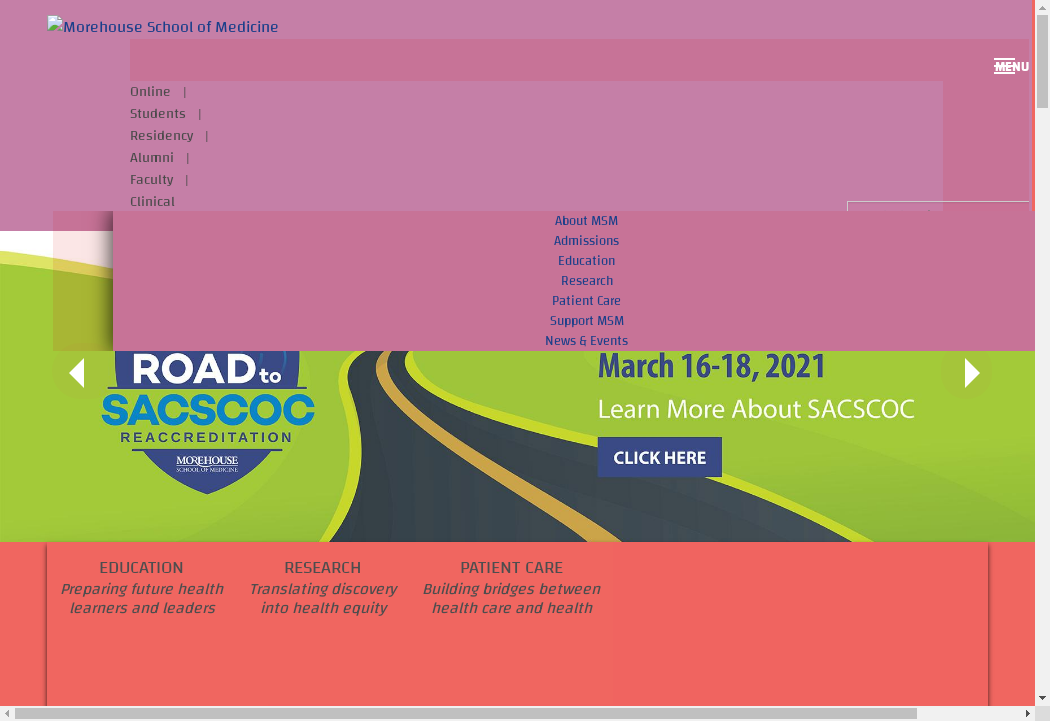 Morehouse School of Medicine
MENU
Online |
Students |
Residency |
Alumni |
Faculty |
Clinical
About MSM
Admissions
Education
Research
Patient Care
Support MSM
News & Events
ROAD to
SACSCOC
REACCREDITATION
MOREHOUSE
SCHOOL OF MEDICINE
March 16-18, 2021
Learn More About SACSCOC
CLICK HERE
EDUCATION
Preparing future health
learners and leaders
RESEARCH
Translating discovery
into health equity
PATIENT CARE
Building bridges between
health care and health